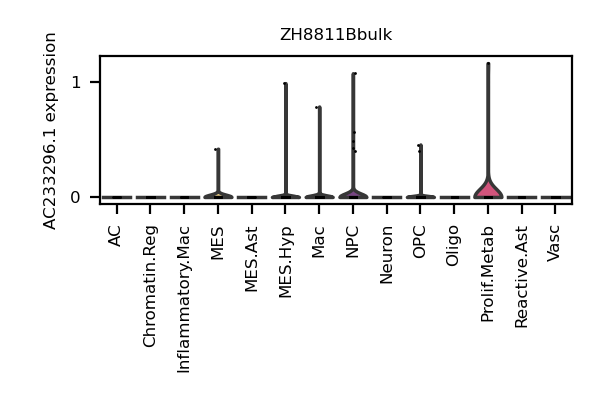 ZH8811Bbulk
AC233296.1 expression
1
0
AC
Chromatin.Reg
Inflammatory.Mac
MES
MES.Ast
MES.Hyp
Mac
NPC
Neuron
OPC
Oligo
Prolif.Metab
Reactive.Ast
Vasc